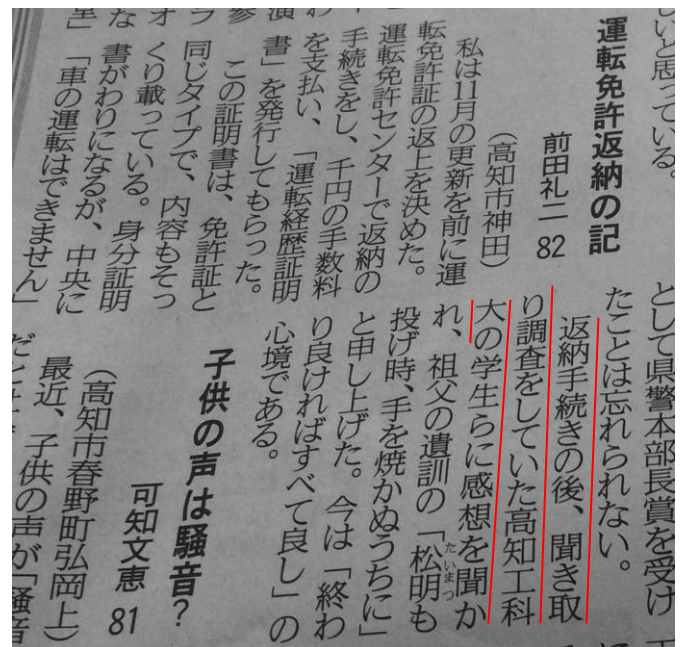 しいと思っている。
運転免許返納の記
前田礼二 82
（高知市神田）
私は11月の更新を前に運
転免許証の返上を決めた。
運転免許センターで返納の
手続きをし、千円の手数料
を支払い、「運転経歴証明
書」を発行してもらった。
この証明書は、免許証と
同じタイプで、内容もそっ
くり載っている。身分証明
書がわりになるが、中央に
「車の運転はできません」
として県警本部長賞を受け
たことは忘れられない。
返納手続きの後、聞き取
り調査をしていた高知工科
大の学生らに感想を聞か
れ、祖父の遺訓の「松明も
たいまつ
投げ時、手を焼かぬうちに」
と申し上げた。今は「終わ
り良ければすべて良し」の
心境である。
子供の声は騒音？
可知文恵 81
（高知市春野町弘岡上）
最近、子供の声が「騒音